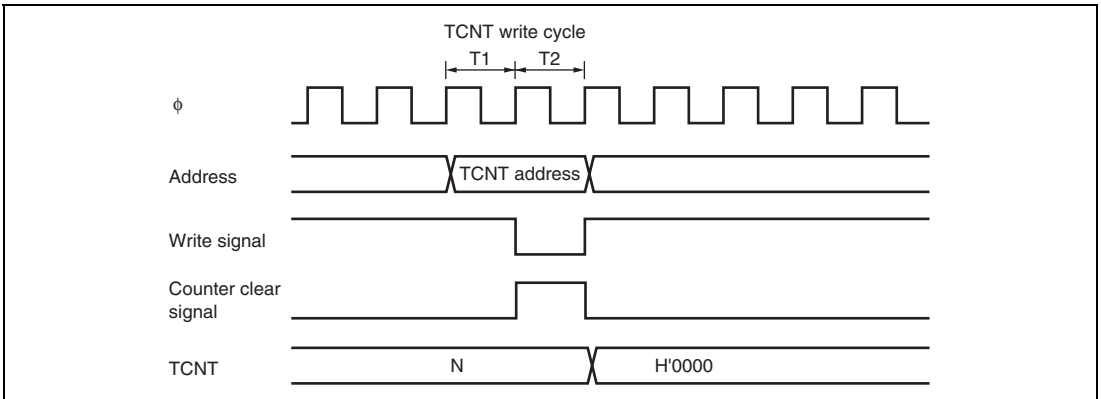 TCNT write cycle
T1 T2
ϕ
Address
TCNT address
Write signal
Counter clear
signal
TCNT
N
H'0000